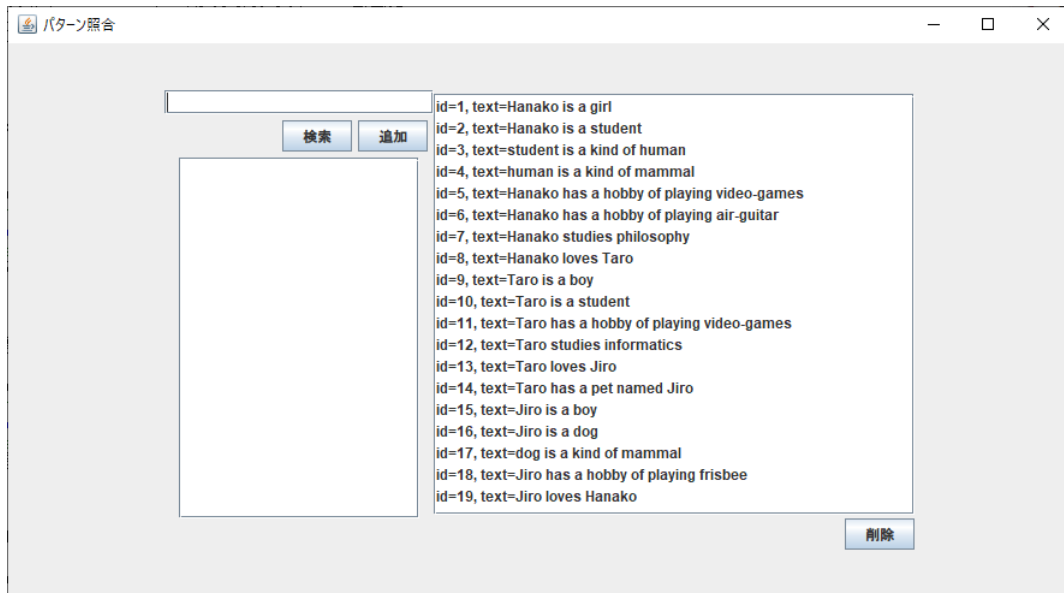 パターン照合
検索
追加
id=1, text=Hanako is a girl
id=2, text=Hanako is a student
id=3, text=student is a kind of human
id=4, text=human is a kind of mammal
id=5, text=Hanako has a hobby of playing video-games
id=6, text=Hanako has a hobby of playing air-guitar
id=7, text=Hanako studies philosophy
id=8, text=Hanako loves Taro
id=9, text=Taro is a boy
id=10, text=Taro is a student
id=11, text=Taro has a hobby of playing video-games
id=12, text=Taro studies informatics
id=13, text=Taro loves Jiro
id=14, text=Taro has a pet named Jiro
id=15, text=Jiro is a boy
id=16, text=Jiro is a dog
id=17, text=dog is a kind of mammal
id=18, text=Jiro has a hobby of playing frisbee
id=19, text=Jiro loves Hanako
削除